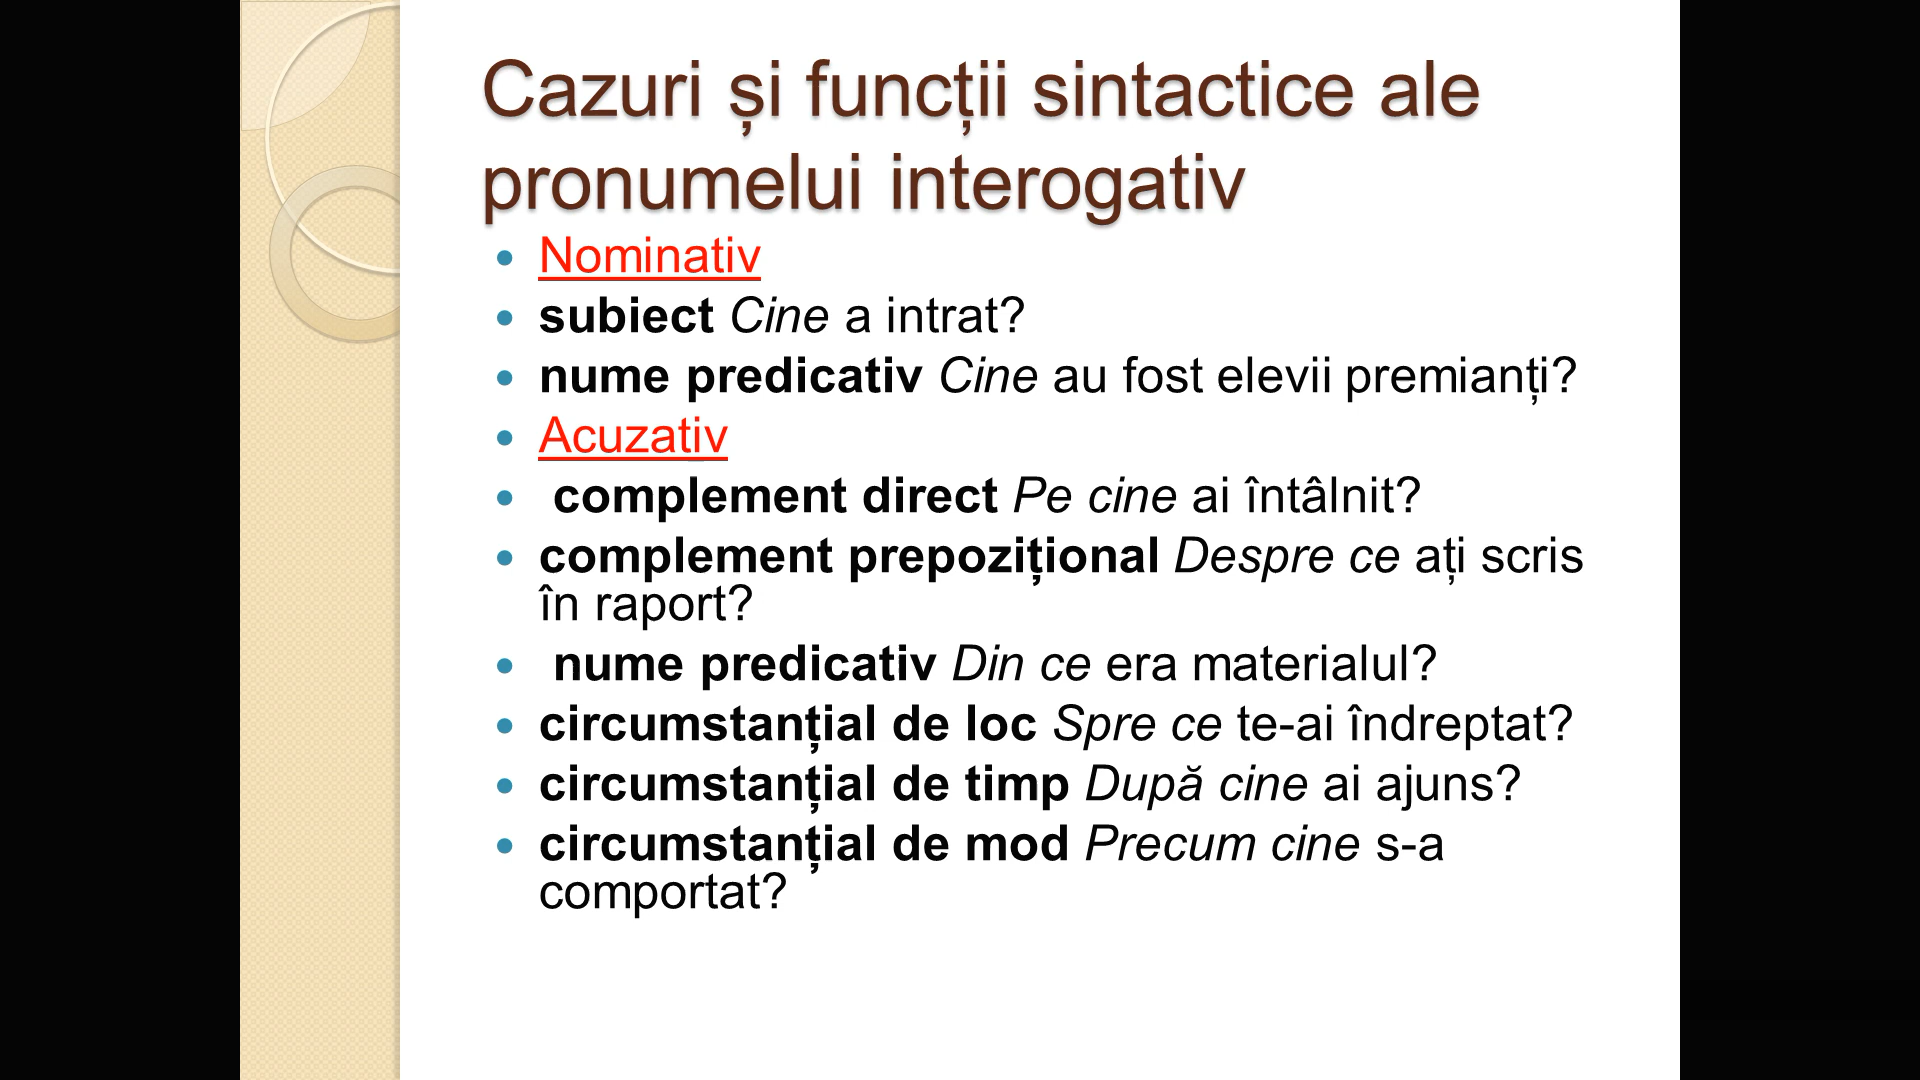 Cazuri și funcții sintactice ale
pronumelui interogativ
• Nominativ
• subiect Cine a intrat?
• nume predicativ Cine au fost elevii premianți?
• Acuzativ
• complement direct Pe cine ai întâlnit?
• complement prepozițional Despre ce ați scris
în raport?
• nume predicativ Din ce era materialul?
• circumstanțial de loc Spre ce te-ai îndreptat?
• circumstanțial de timp După cine ai ajuns?
• circumstanțial de mod Precum cine s-a
comportat?